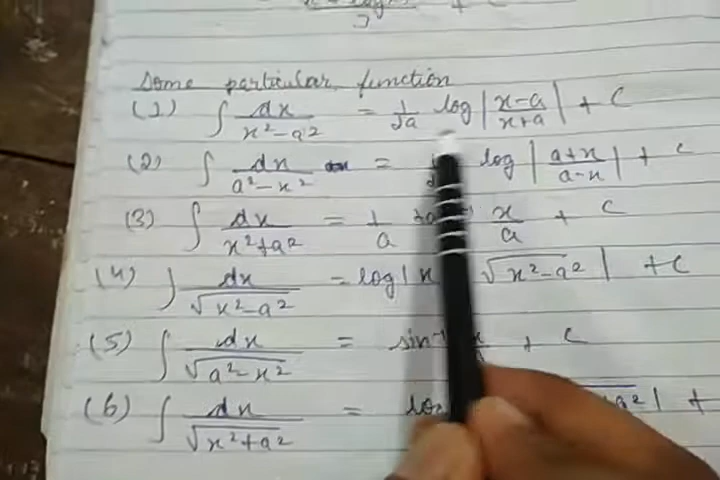 Some particular function
(1) ∫ dx / x²-a² = 1/2a log |x-a / x+a| + C
(2) ∫ dx / a²-x² = log |a+x / a-x| + C
(3) ∫ dx / x²+a² = 1/a x/a + C
(4) ∫ dx / √x²-a² = log|x √x²-a²| + C
(5) ∫ dx / √a²-x² = sin⁻¹ + C
(6) ∫ dx / √x²+a² = a²| +